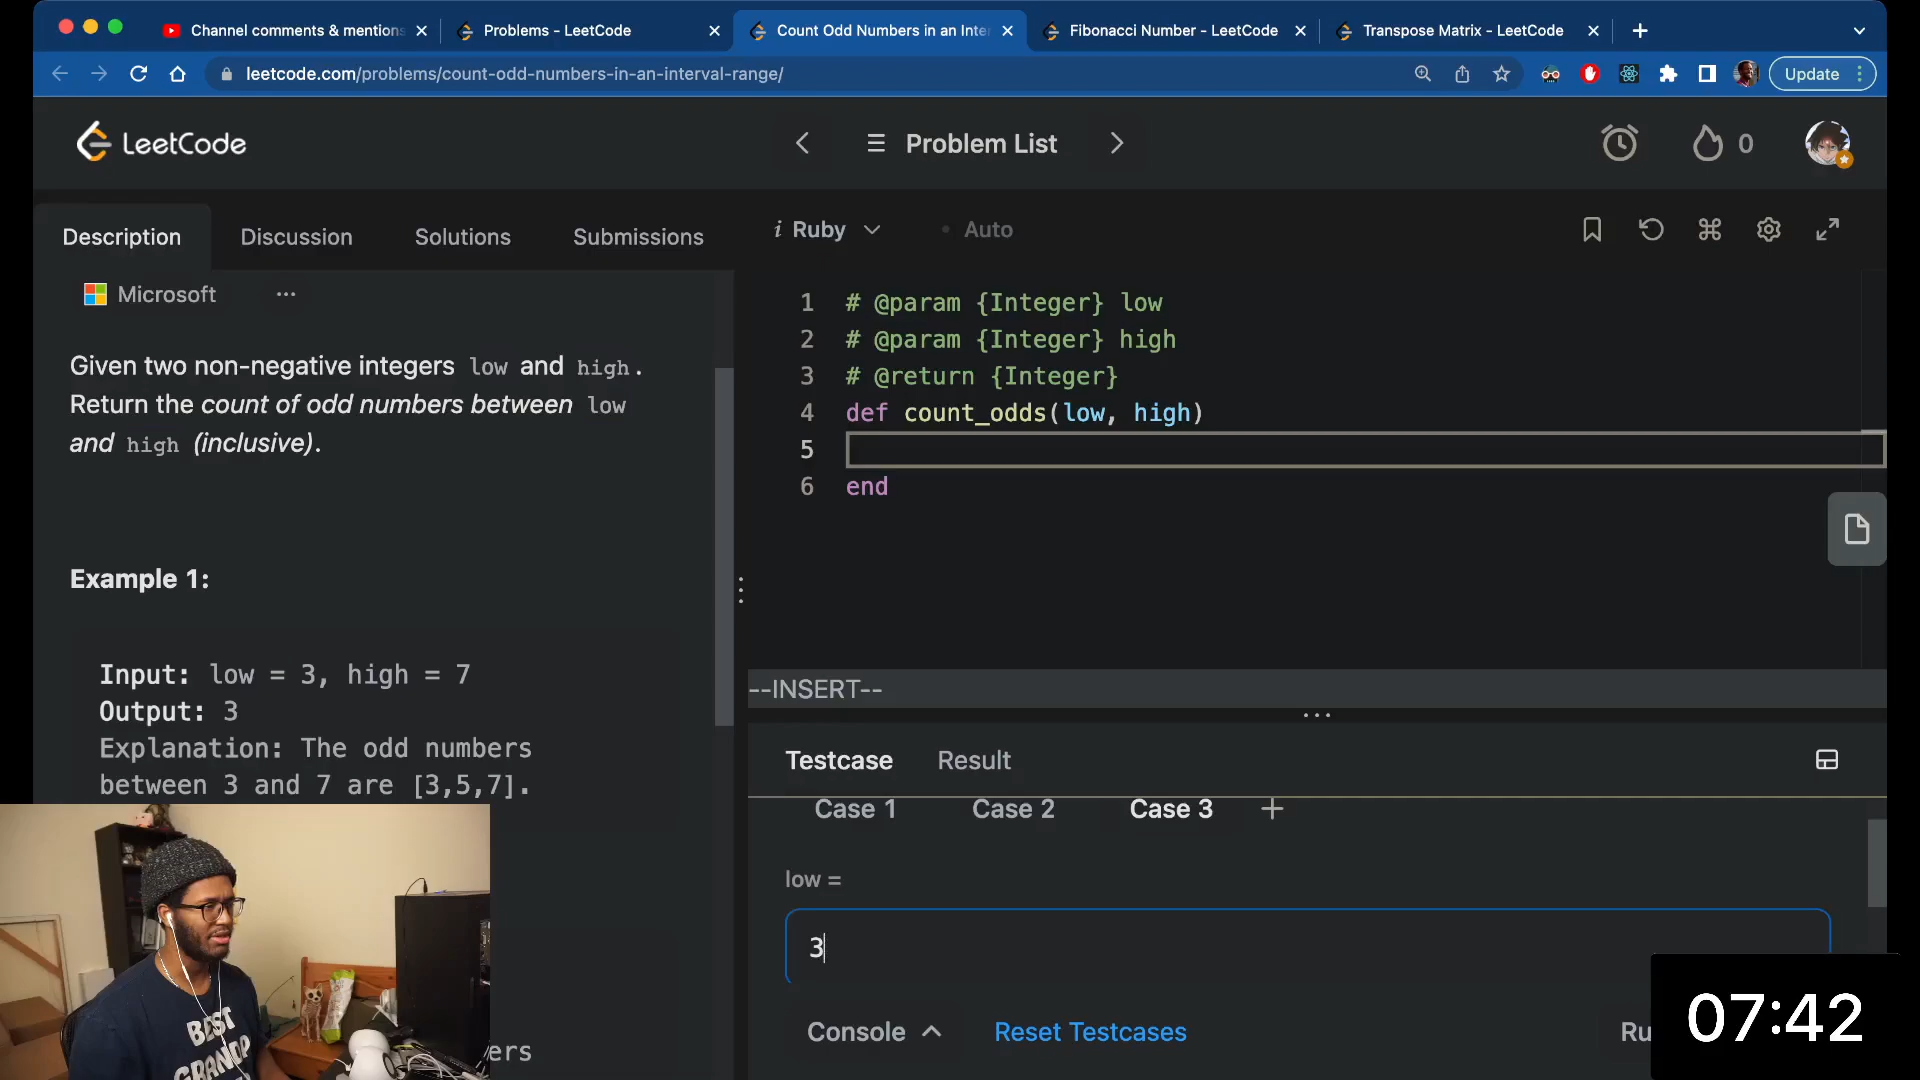 Channel comments & mentions
Problems - LeetCode
Count Odd Numbers in an Inte
Fibonacci Number - LeetCode
Transpose Matrix - LeetCode
leetcode.com/problems/count-odd-numbers-in-an-interval-range/
Update
LeetCode
Problem List
0
Description
Discussion
Solutions
Submissions
i Ruby
• Auto
Microsoft
...
Given two non-negative integers low and high.
Return the count of odd numbers between low
and high (inclusive).
Example 1:
Input: low = 3, high = 7
Output: 3
Explanation: The odd numbers
between 3 and 7 are [3,5,7].
ers
1 # @param {Integer} low
2 # @param {Integer} high
3 # @return {Integer}
4 def count_odds(low, high)
5
6 end
--INSERT--
Testcase
Result
Case 1
Case 2
Case 3
low =
3
Console
Reset Testcases
Ru
07:42
BEST
GRANDP